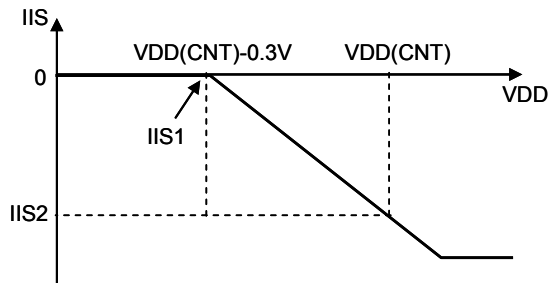 IIS
VDD(CNT)-0.3V VDD(CNT)
0
VDD
IIS1
IIS2